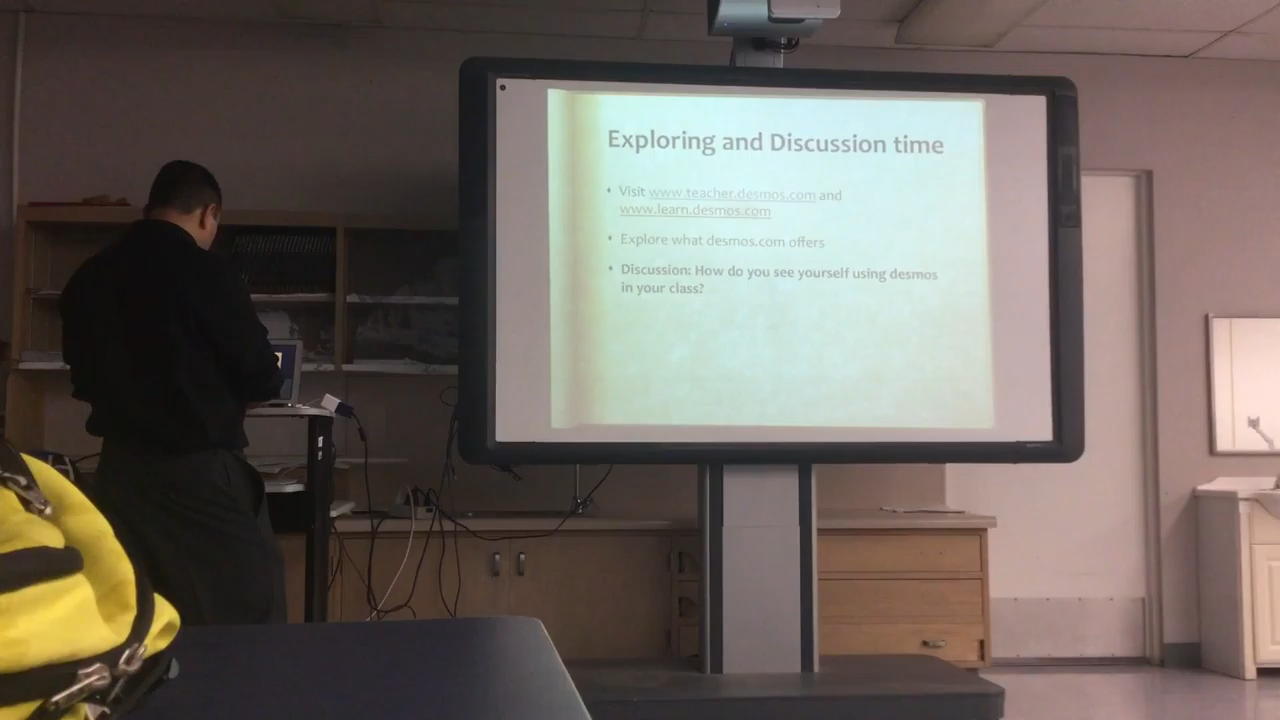 Exploring and Discussion time
• Visit www.teacher.desmos.com and
www.learn.desmos.com
• Explore what desmos.com offers
• Discussion: How do you see yourself using desmos
in your class?